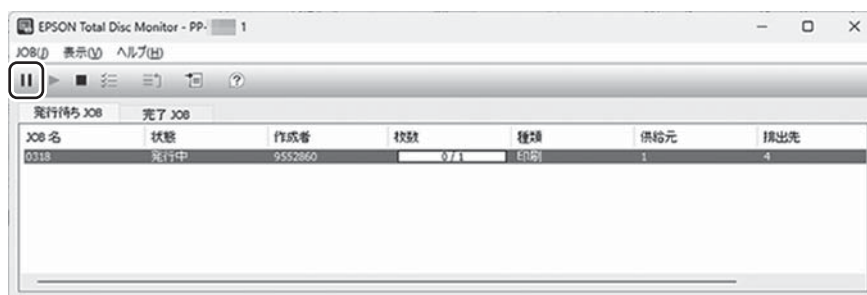 EPSON Total Disc Monitor - PP- 1
JOB(J) 表示(V) ヘルプ(H)
発行待ち JOB 完了 JOB
JOB 名 状態 作成者 枚数 種類 供給元 排出先
0318 発行中 9552860 0 / 1 印刷 1 4